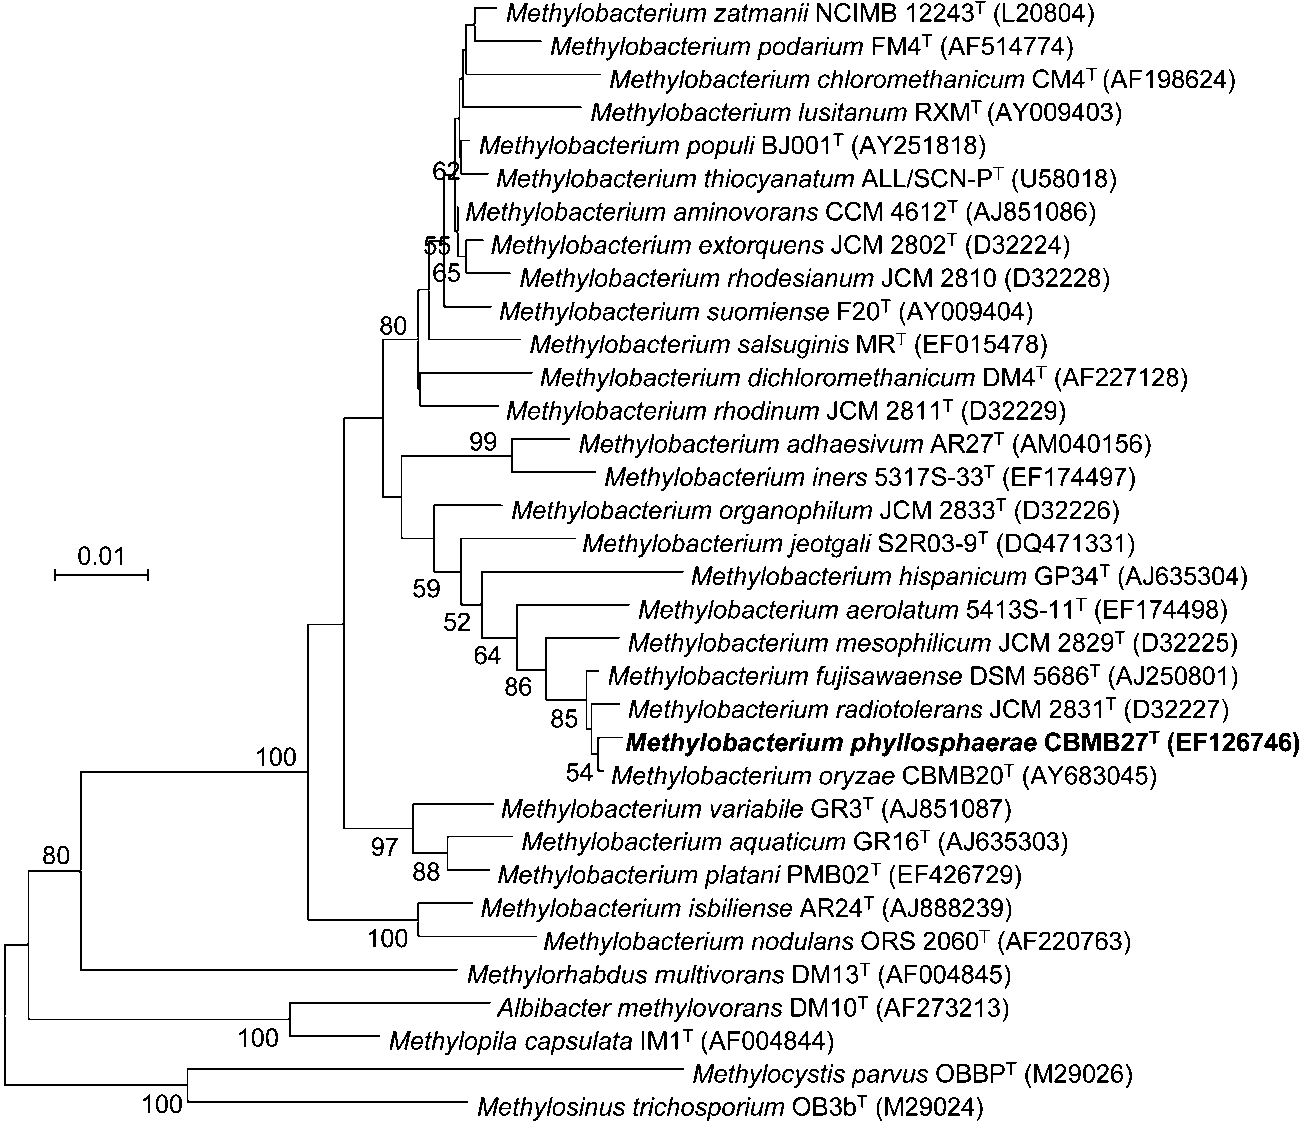 Methylobacterium zatmanii NCIMB 12243T (L20804)
Methylobacterium podarium FM4T (AF514774)
Methylobacterium chloromethanicum CM4T (AF198624)
Methylobacterium lusitanum RXMT (AY009403)
Methylobacterium populi BJ001T (AY251818)
62
Methylobacterium thiocyanatum ALL/SCN-PT (U58018)
Methylobacterium aminovorans CCM 4612T (AJ851086)
55
Methylobacterium extorquens JCM 2802T (D32224)
65
Methylobacterium rhodesianum JCM 2810 (D32228)
Methylobacterium suomiense F20T (AY009404)
80
Methylobacterium salsuginis MRT (EF015478)
Methylobacterium dichloromethanicum DM4T (AF227128)
Methylobacterium rhodinum JCM 2811T (D32229)
99
Methylobacterium adhaesivum AR27T (AM040156)
Methylobacterium iners 5317S-33T (EF174497)
Methylobacterium organophilum JCM 2833T (D32226)
Methylobacterium jeotgali S2R03-9T (DQ471331)
0.01
Methylobacterium hispanicum GP34T (AJ635304)
59
Methylobacterium aerolatum 5413S-11T (EF174498)
52
Methylobacterium mesophilicum JCM 2829T (D32225)
64
Methylobacterium fujisawaense DSM 5686T (AJ250801)
86
Methylobacterium radiotolerans JCM 2831T (D32227)
85
Methylobacterium phyllosphaerae CBMB27T (EF126746)
100
54
Methylobacterium oryzae CBMB20T (AY683045)
Methylobacterium variabile GR3T (AJ851087)
Methylobacterium aquaticum GR16T (AJ635303)
97
80
88
Methylobacterium platani PMB02T (EF426729)
Methylobacterium isbiliense AR24T (AJ888239)
100
Methylobacterium nodulans ORS 2060T (AF220763)
Methylorhabdus multivorans DM13T (AF004845)
Albibacter methylovorans DM10T (AF273213)
100
Methylopila capsulata IM1T (AF004844)
Methylocystis parvus OBBPT (M29026)
100
Methylosinus trichosporium OB3bT (M29024)